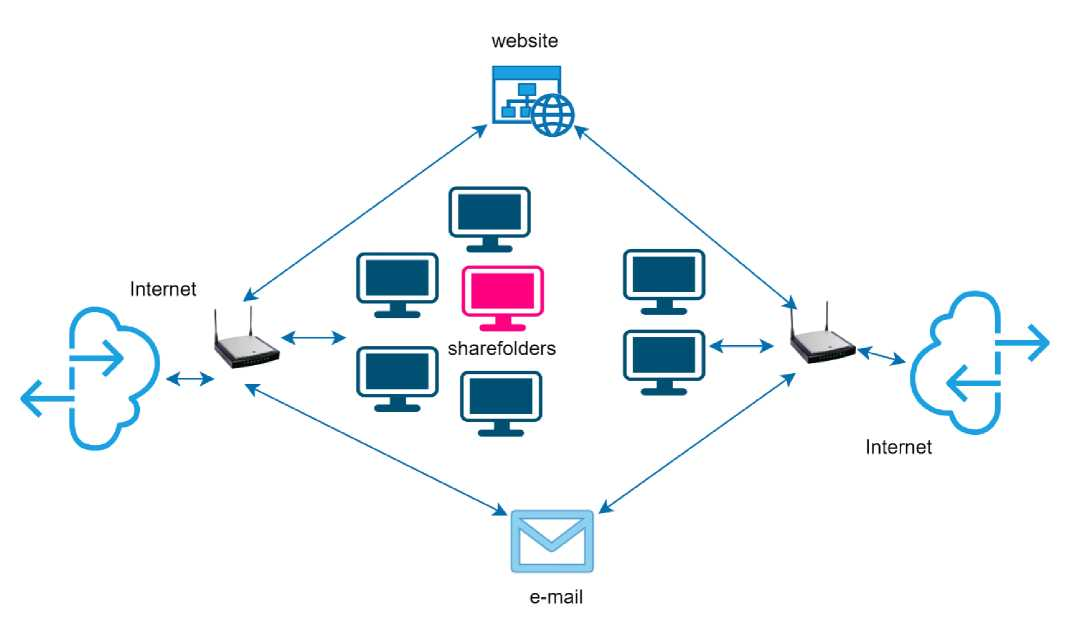 website
Internet
sharefolders
Internet
e-mail